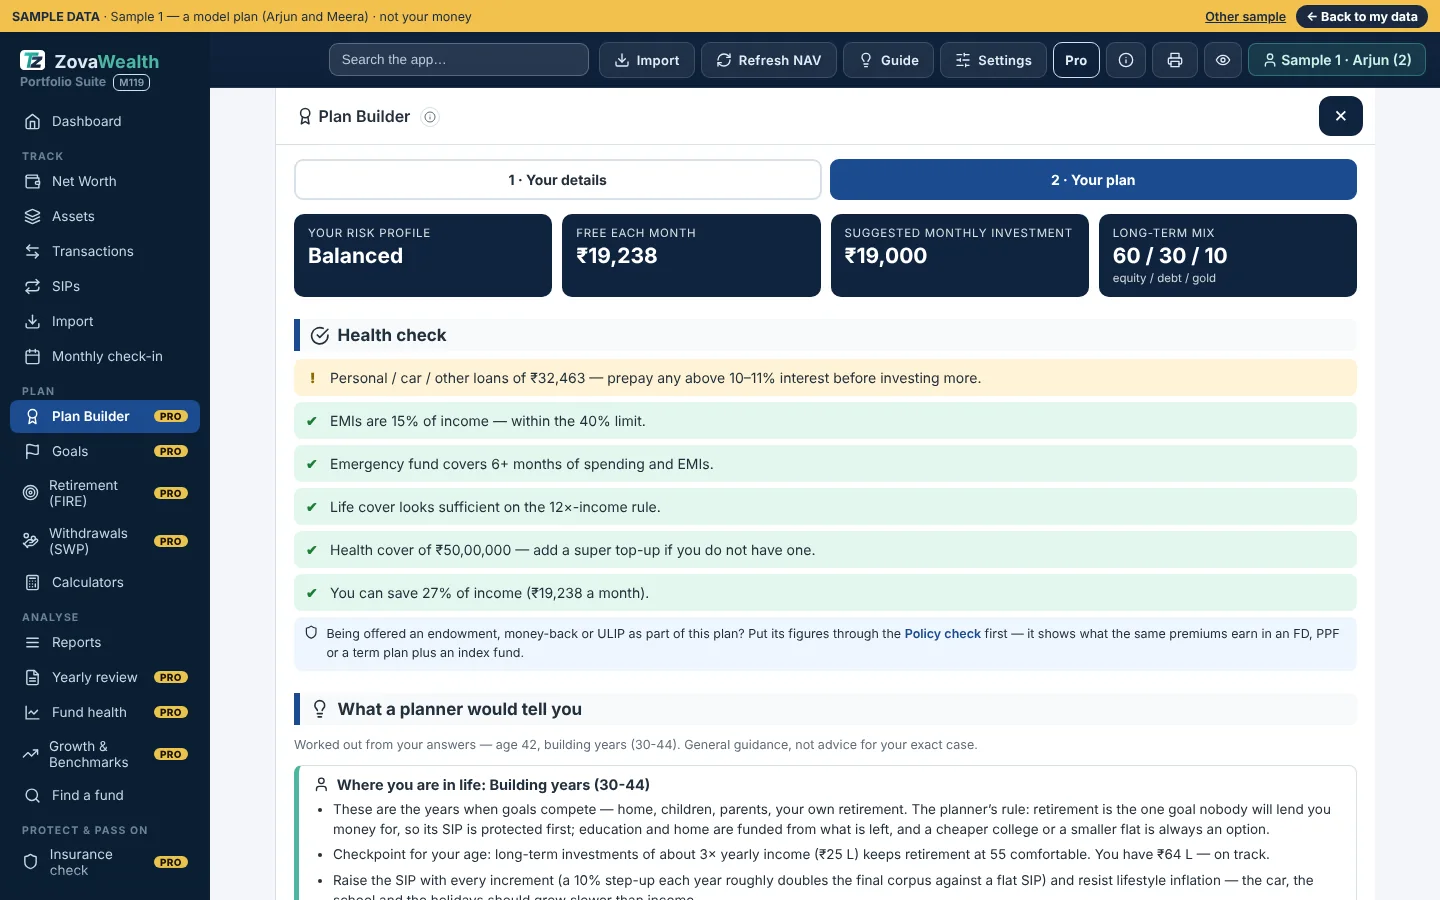 SAMPLE DATA · Sample 1 — a model plan (Arjun and Meera) · not your money
Other sample
← Back to my data
TZ ZovaWealth
Portfolio Suite M119
Search the app…
Import
Refresh NAV
Guide
Settings
Pro
Sample 1 · Arjun (2)
Dashboard
TRACK
Net Worth
Assets
Transactions
SIPs
Import
Monthly check-in
PLAN
Plan Builder PRO
Goals PRO
Retirement
(FIRE) PRO
Withdrawals
(SWP) PRO
Calculators
ANALYSE
Reports
Yearly review PRO
Fund health PRO
Growth &
Benchmarks PRO
Find a fund
PROTECT & PASS ON
Insurance
check PRO
Plan Builder
×
1 · Your details
2 · Your plan
YOUR RISK PROFILE
Balanced
FREE EACH MONTH
₹19,238
SUGGESTED MONTHLY INVESTMENT
₹19,000
LONG-TERM MIX
60 / 30 / 10
equity / debt / gold
Health check
! Personal / car / other loans of ₹32,463 — prepay any above 10–11% interest before investing more.
✔ EMIs are 15% of income — within the 40% limit.
✔ Emergency fund covers 6+ months of spending and EMIs.
✔ Life cover looks sufficient on the 12×-income rule.
✔ Health cover of ₹50,00,000 — add a super top-up if you do not have one.
✔ You can save 27% of income (₹19,238 a month).
Being offered an endowment, money-back or ULIP as part of this plan? Put its figures through the Policy check first — it shows what the same premiums earn in an FD, PPF
or a term plan plus an index fund.
What a planner would tell you
Worked out from your answers — age 42, building years (30-44). General guidance, not advice for your exact case.
Where you are in life: Building years (30-44)
• These are the years when goals compete — home, children, parents, your own retirement. The planner's rule: retirement is the one goal nobody will lend you
money for, so its SIP is protected first; education and home are funded from what is left, and a cheaper college or a smaller flat is always an option.
• Checkpoint for your age: long-term investments of about 3× yearly income (₹25 L) keeps retirement at 55 comfortable. You have ₹64 L — on track.
• Raise the SIP with every increment (a 10% step-up each year roughly doubles the final corpus against a flat SIP) and resist lifestyle inflation — the car, the
school and the holidays should grow slower than income.